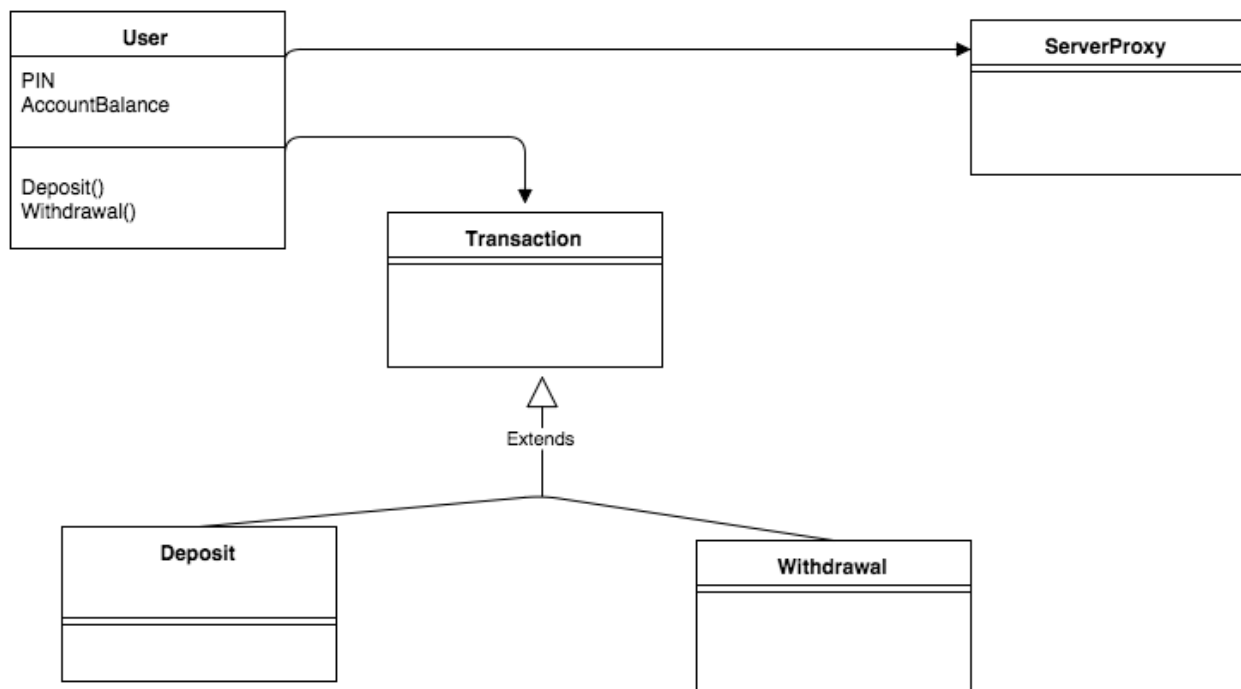 User
PIN
AccountBalance
Deposit()
Withdrawal()
ServerProxy
Transaction
Extends
Deposit
Withdrawal